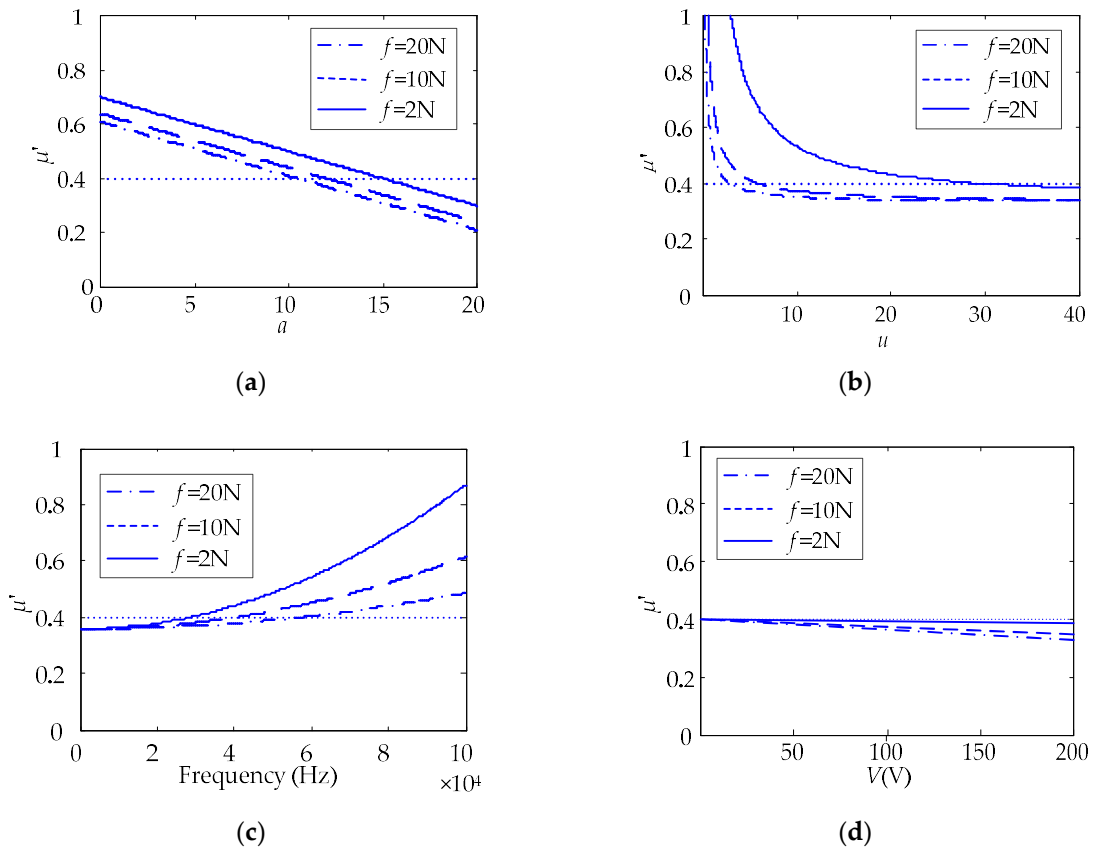 1
0.8
0.6
0.4
0.2
0
μ'
0
5
10
15
20
a
f=20N
f=10N
f=2N
(a)
1
0.8
0.6
0.4
0.2
0
μ'
10
20
30
40
u
f=20N
f=10N
f=2N
(b)
1
0.8
0.6
0.4
0.2
0
μ'
0
2
4
6
8
10
Frequency (Hz)
×10⁴
f=20N
f=10N
f=2N
(c)
1
0.8
0.6
0.4
0.2
0
μ'
50
100
150
200
V(V)
f=20N
f=10N
f=2N
(d)